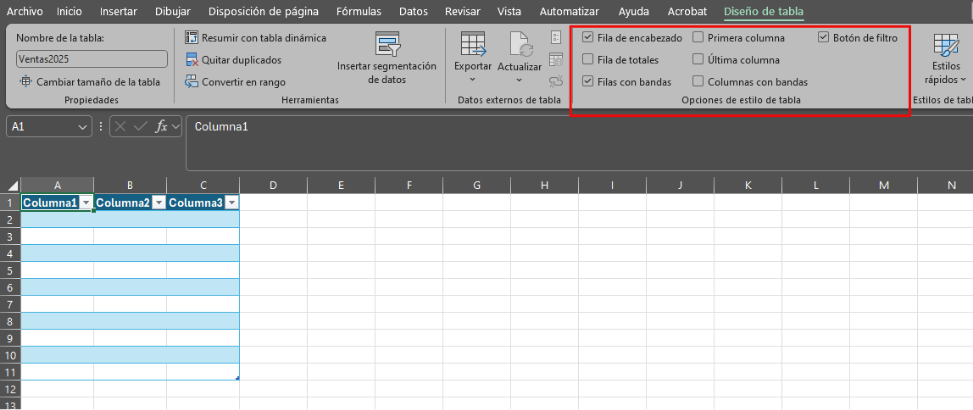 Archivo Inicio Insertar Dibujar Disposición de página Fórmulas Datos Revisar Vista Automatizar Ayuda Acrobat Diseño de tabla
Nombre de la tabla:
Ventas2025
Cambiar tamaño de la tabla
Propiedades
Resumir con tabla dinámica
Quitar duplicados
Convertir en rango
Insertar segmentación
de datos
Herramientas
Exportar
Actualizar
Datos externos de tabla
Fila de encabezado
Primera columna
Botón de filtro
Fila de totales
Última columna
Filas con bandas
Columnas con bandas
Opciones de estilo de tabla
Estilos
rápidos
Estilos de tabl
A1
fx
Columna1
A B C D E F G H I J K L M N
1 Columna1 Columna2 Columna3
2
3
4
5
6
7
8
9
10
11
12
13